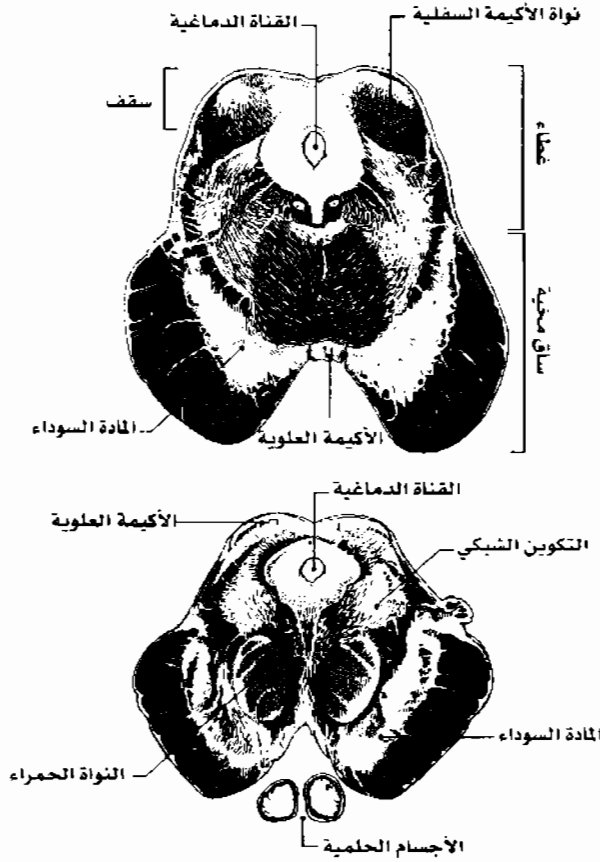 القناة الدماغية
نواة الأكيمة السفلية
سقف
غطاء
ساق مخية
المادة السوداء
الأكيمة العلوية
القناة الدماغية
الأكيمة العلوية
التكوين الشبكي
المادة السوداء
النواة الحمراء
الأجسام الحلمية